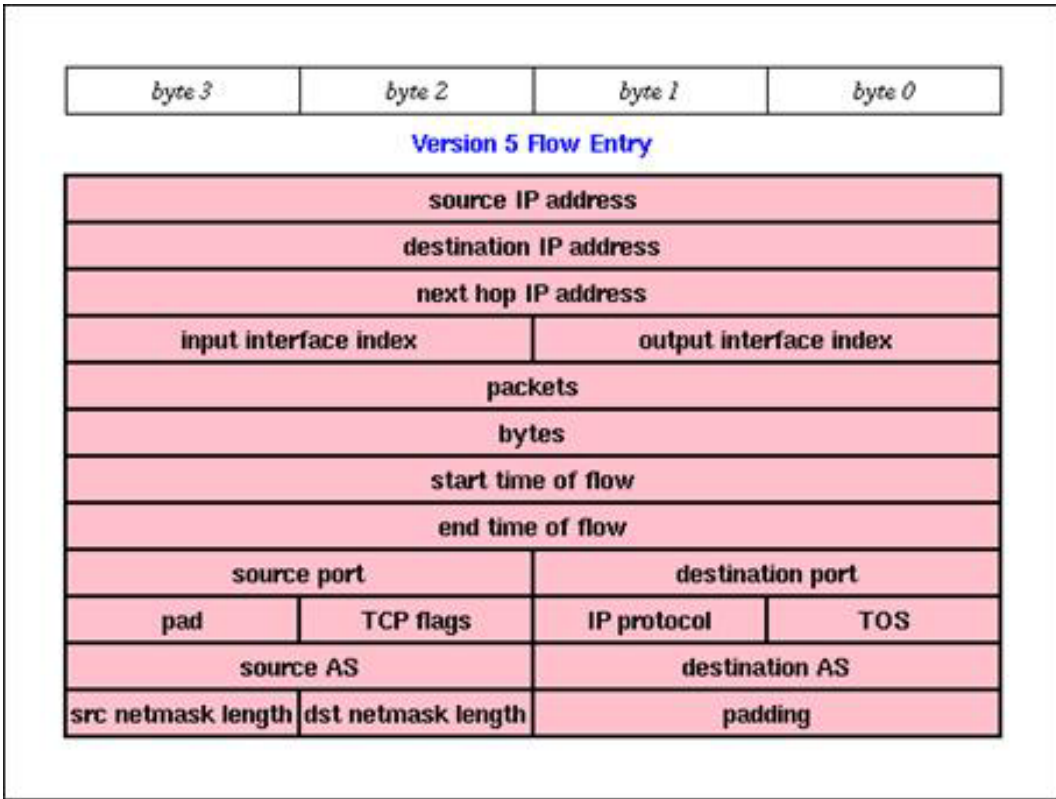 byte 3 byte 2 byte 1 byte 0
Version 5 Flow Entry
source IP address
destination IP address
next hop IP address
input interface index output interface index
packets
bytes
start time of flow
end time of flow
source port destination port
pad TCP flags IP protocol TOS
source AS destination AS
src netmask length dst netmask length padding